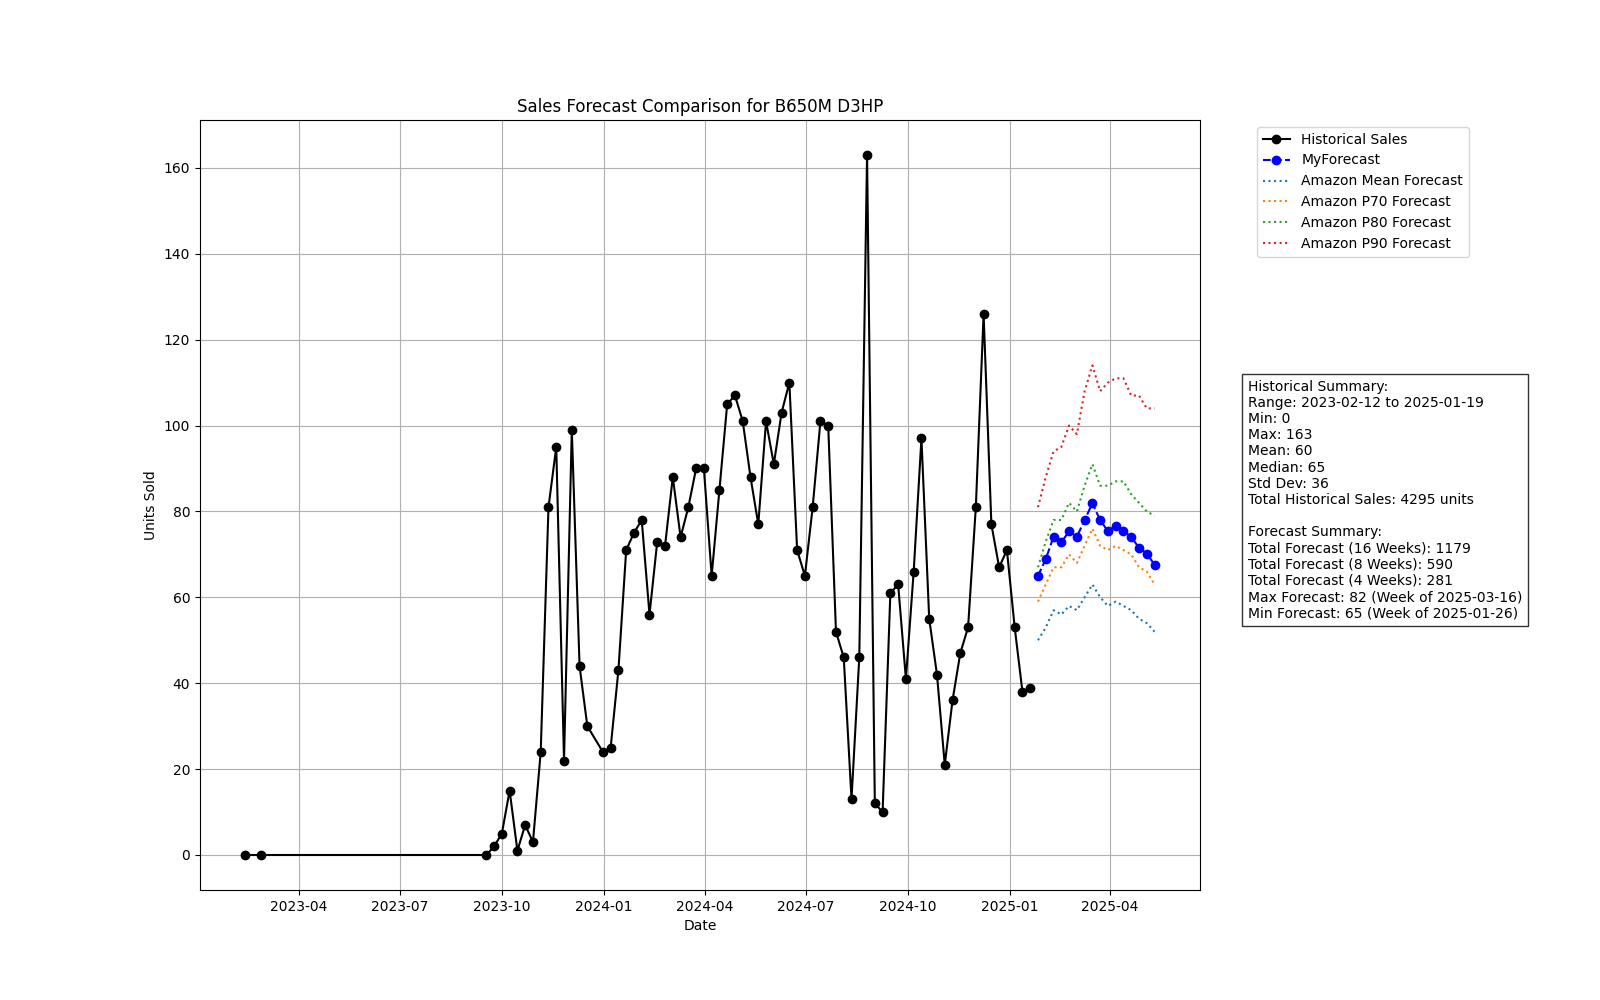 Sales Forecast Comparison for B650M D3HP
Historical Sales
MyForecast
Amazon Mean Forecast
Amazon P70 Forecast
Amazon P80 Forecast
Amazon P90 Forecast
160
140
120
100
80
60
40
20
0
Units Sold
2023-04 2023-07 2023-10 2024-01 2024-04 2024-07 2024-10 2025-01 2025-04
Date
Historical Summary:
Range: 2023-02-12 to 2025-01-19
Min: 0
Max: 163
Mean: 60
Median: 65
Std Dev: 36
Total Historical Sales: 4295 units
Forecast Summary:
Total Forecast (16 Weeks): 1179
Total Forecast (8 Weeks): 590
Total Forecast (4 Weeks): 281
Max Forecast: 82 (Week of 2025-03-16)
Min Forecast: 65 (Week of 2025-01-26)